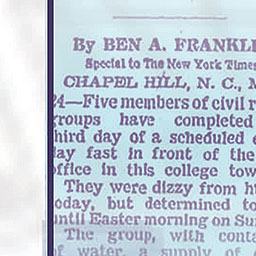 By BEN A. FRANKLI
Special to The New York Times
CHAPEL HILL, N. C., M
24—Five members of civil r
groups have completed
third day of a scheduled e
day fast in front of the
office in this college tow
They were dizzy from h
today, but determined to
until Easter morning on Sun
The group, with conta
of water, a supply of